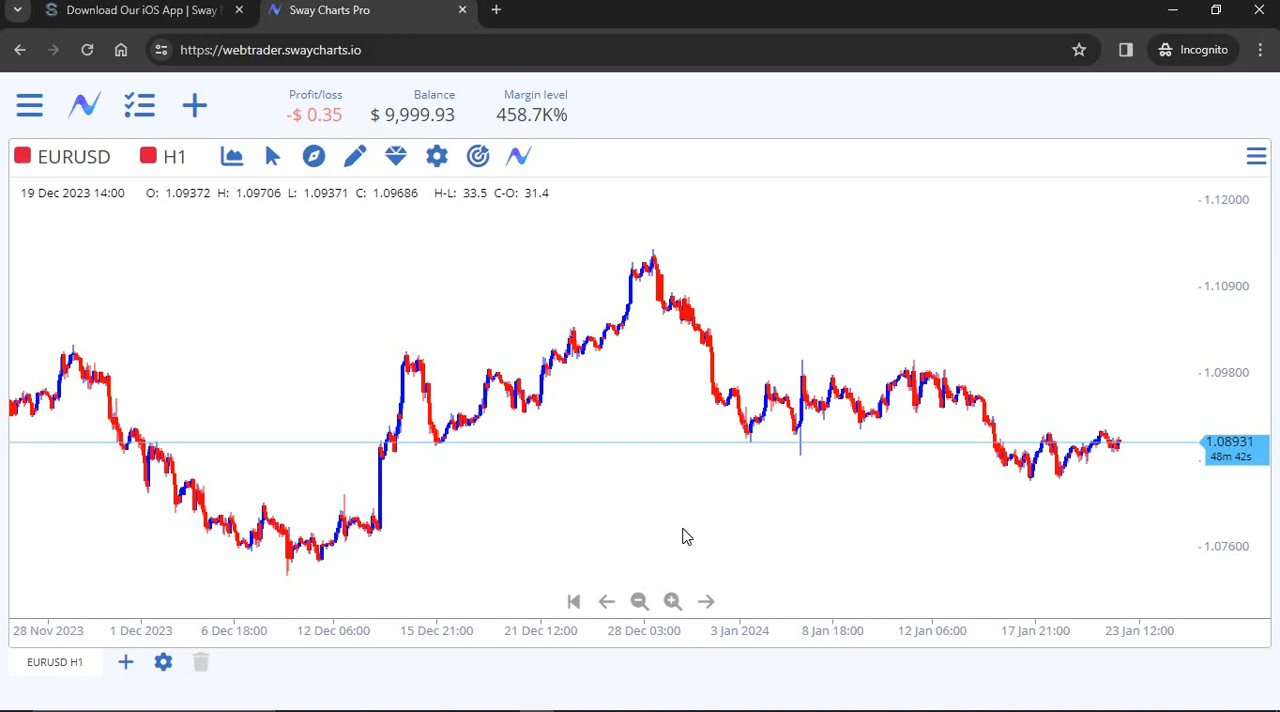 Download Our iOS App | Sway
Sway Charts Pro
https://webtrader.swaycharts.io
Incognito
Profit/loss Balance Margin level
-$ 0.35 $ 9,999.93 458.7K%
EURUSD H1
19 Dec 2023 14:00 O: 1.09372 H: 1.09706 L: 1.09371 C: 1.09686 H-L: 33.5 C-O: 31.4
1.12000
1.10900
1.09800
1.08931
48m 42s
1.07600
28 Nov 2023 1 Dec 2023 6 Dec 18:00 12 Dec 06:00 15 Dec 21:00 21 Dec 12:00 28 Dec 03:00 3 Jan 2024 8 Jan 18:00 12 Jan 06:00 17 Jan 21:00 23 Jan 12:00
EURUSD H1